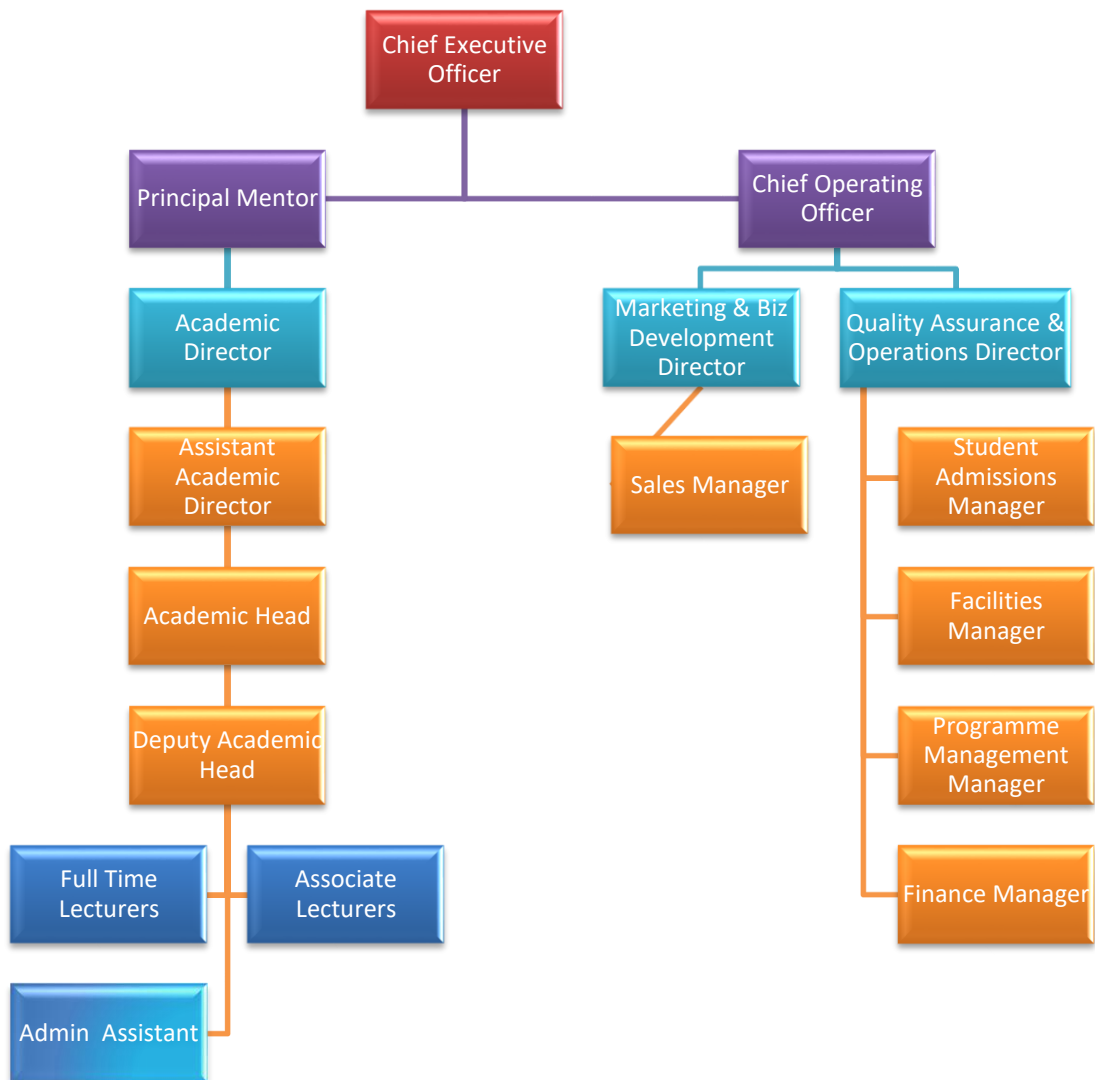 Chief Executive
Officer
Principal Mentor
Chief Operating
Officer
Academic
Director
Marketing & Biz
Development
Director
Quality Assurance &
Operations Director
Assistant
Academic
Director
Sales Manager
Student
Admissions
Manager
Academic Head
Facilities
Manager
Deputy Academic
Head
Programme
Management
Manager
Full Time
Lecturers
Associate
Lecturers
Finance Manager
Admin  Assistant